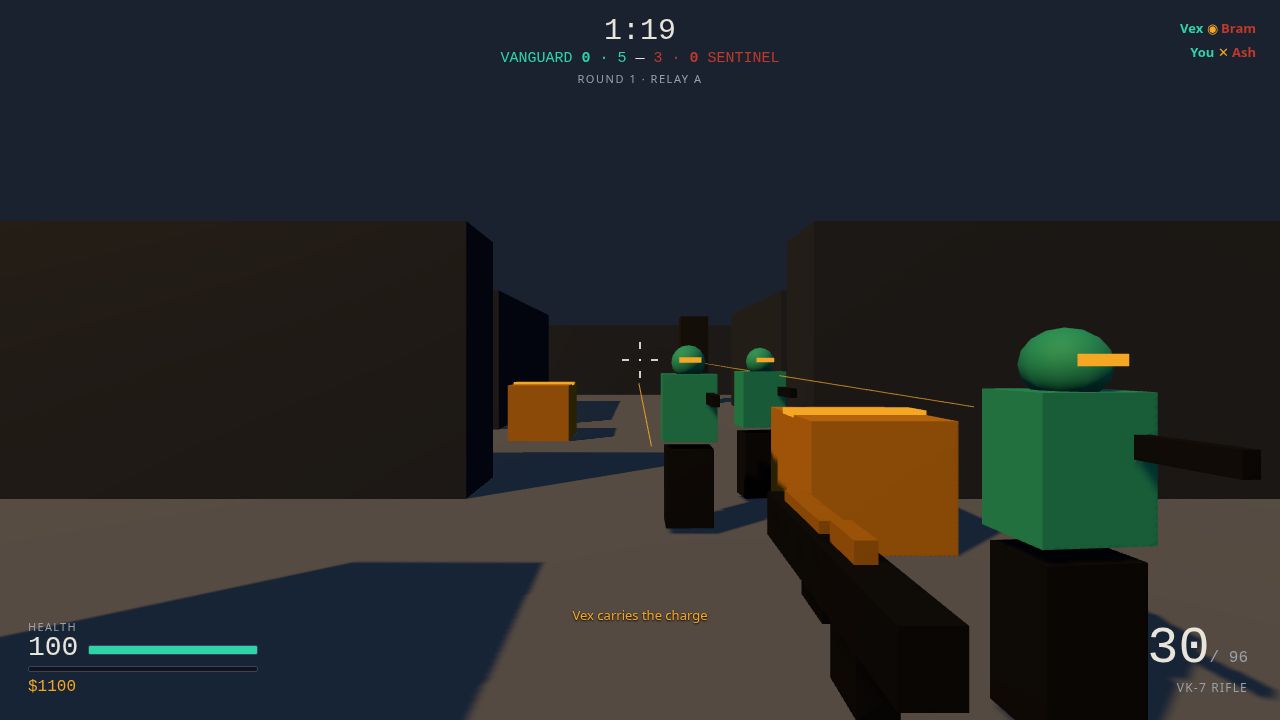 1:19
VANGUARD 0 · 5 — 3 · 0 SENTINEL
ROUND 1 · RELAY A
Vex ◉ Bram
You ✕ Ash
Vex carries the charge
HEALTH
100
$1100
30 / 96
VK-7 RIFLE